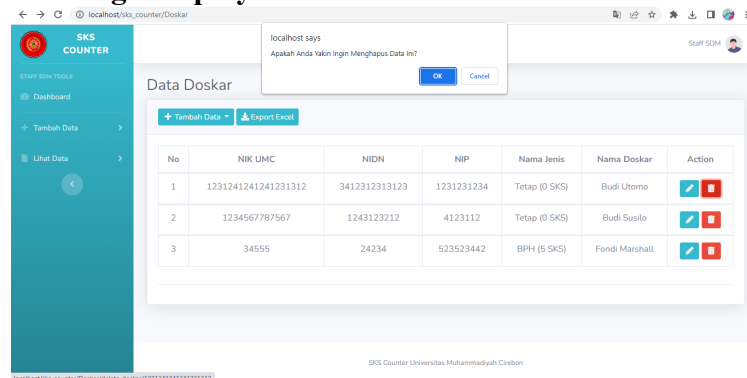 localhost/sks_counter/Doskar
SKS
COUNTER
localhost says
Apakah Anda Yakin Ingin Menghapus Data Ini?
OK Cancel
Staff SDM
STAFF SDM TOOLS
Dashboard
Tambah Data
Lihat Data
Data Doskar
Tambah Data
Export Excel
No NIK UMC NIDN NIP Nama Jenis Nama Doskar Action
1 1231241241241231312 3412312313123 1231231234 Tetap (0 SKS) Budi Utomo
2 1234567787567 1243123212 4123112 Tetap (0 SKS) Budi Susilo
3 34555 24234 523523442 BPH (5 SKS) Fondi Marshall
SKS Counter Universitas Muhammadiyah Cirebon